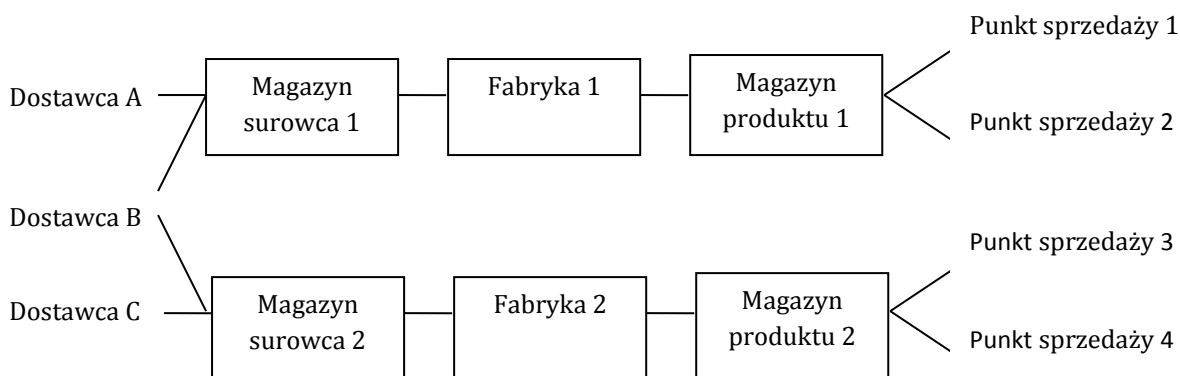 Punkt sprzedaży 1
Dostawca A
Magazyn
surowca 1
Fabryka 1
Magazyn
produktu 1
Punkt sprzedaży 2
Dostawca B
Punkt sprzedaży 3
Dostawca C
Magazyn
surowca 2
Fabryka 2
Magazyn
produktu 2
Punkt sprzedaży 4